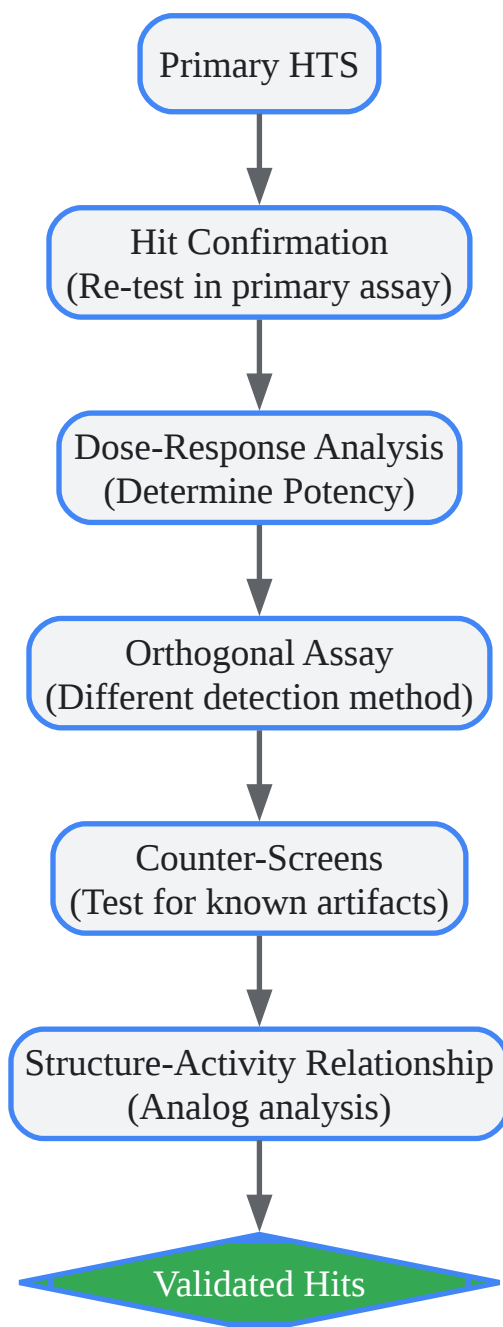 Primary HTS
Hit Confirmation
(Re-test in primary assay)
Dose-Response Analysis
(Determine Potency)
Orthogonal Assay
(Different detection method)
Counter-Screens
(Test for known artifacts)
Structure-Activity Relationship
(Analog analysis)
Validated Hits